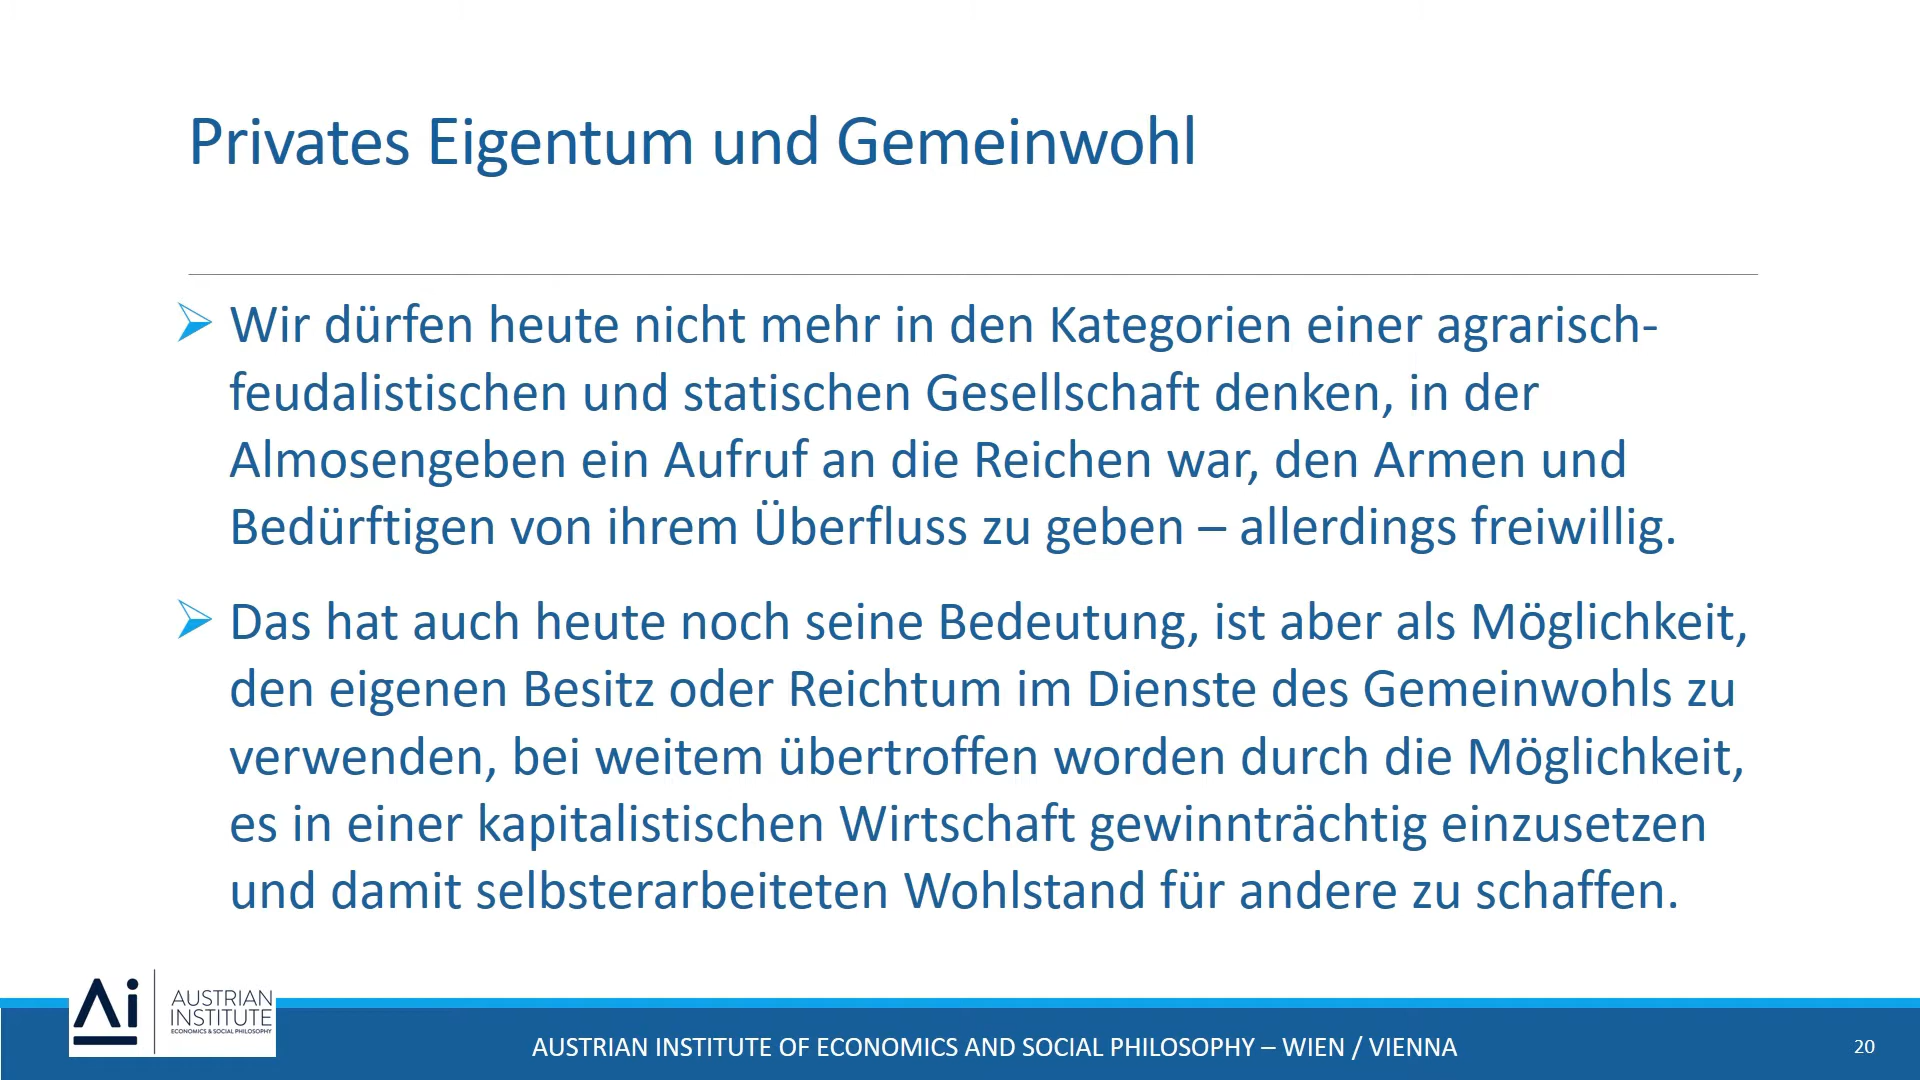 Privates Eigentum und Gemeinwohl
Wir dürfen heute nicht mehr in den Kategorien einer agrarisch-
feudalistischen und statischen Gesellschaft denken, in der
Almosengeben ein Aufruf an die Reichen war, den Armen und
Bedürftigen von ihrem Überfluss zu geben – allerdings freiwillig.
Das hat auch heute noch seine Bedeutung, ist aber als Möglichkeit,
den eigenen Besitz oder Reichtum im Dienste des Gemeinwohls zu
verwenden, bei weitem übertroffen worden durch die Möglichkeit,
es in einer kapitalistischen Wirtschaft gewinnträchtig einzusetzen
und damit selbsterarbeiteten Wohlstand für andere zu schaffen.
Ai
AUSTRIAN
INSTITUTE
ECONOMICS & SOCIAL PHILOSOPHY
AUSTRIAN INSTITUTE OF ECONOMICS AND SOCIAL PHILOSOPHY – WIEN / VIENNA
20